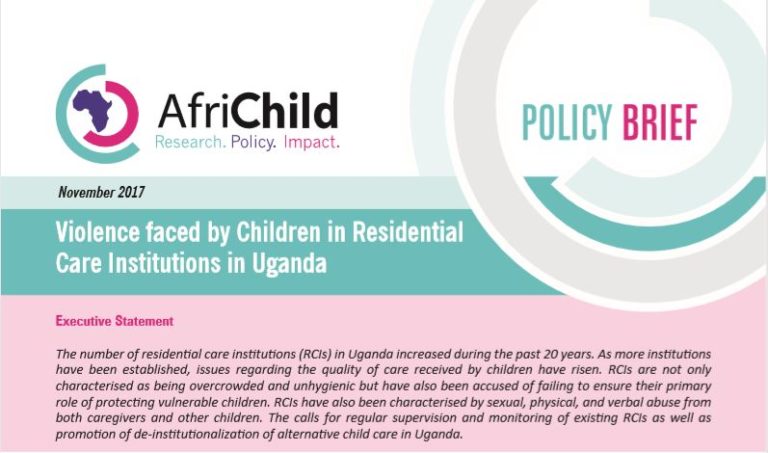 AfriChild
Research. Policy. Impact.
POLICY BRIEF
November 2017
Violence faced by Children in Residential
Care Institutions in Uganda
Executive Statement
The number of residential care institutions (RCIs) in Uganda increased during the past 20 years. As more institutions
have been established, issues regarding the quality of care received by children have risen. RCIs are not only
characterised as being overcrowded and unhygienic but have also been accused of failing to ensure their primary
role of protecting vulnerable children. RCIs have also been characterised by sexual, physical, and verbal abuse from
both caregivers and other children. The calls for regular supervision and monitoring of existing RCIs as well as
promotion of de-institutionalization of alternative child care in Uganda.